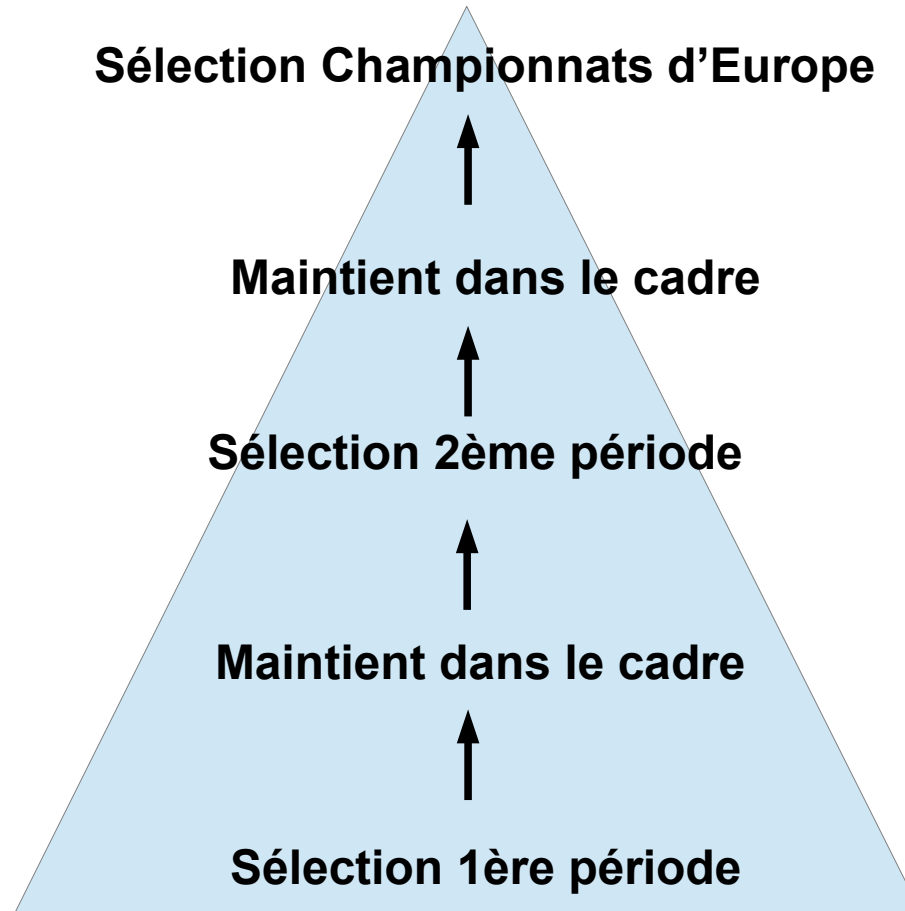 Sélection Championnats d’Europe
Maintient dans le cadre
Sélection 2ème période
Maintient dans le cadre
Sélection 1ère période